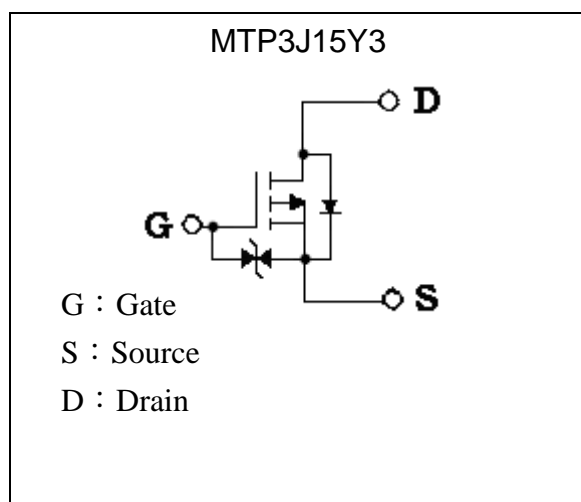 MTP3J15Y3
D
G
S
G：Gate
S：Source
D：Drain